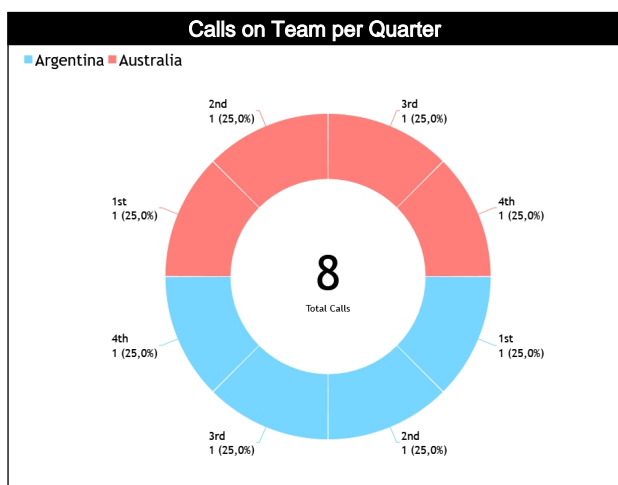 Calls on Team per Quarter
Argentina Australia
2nd
1 (25,0%)
3rd
1 (25,0%)
1st
1 (25,0%)
4th
1 (25,0%)
8
Total Calls
4th
1 (25,0%)
1st
1 (25,0%)
3rd
1 (25,0%)
2nd
1 (25,0%)